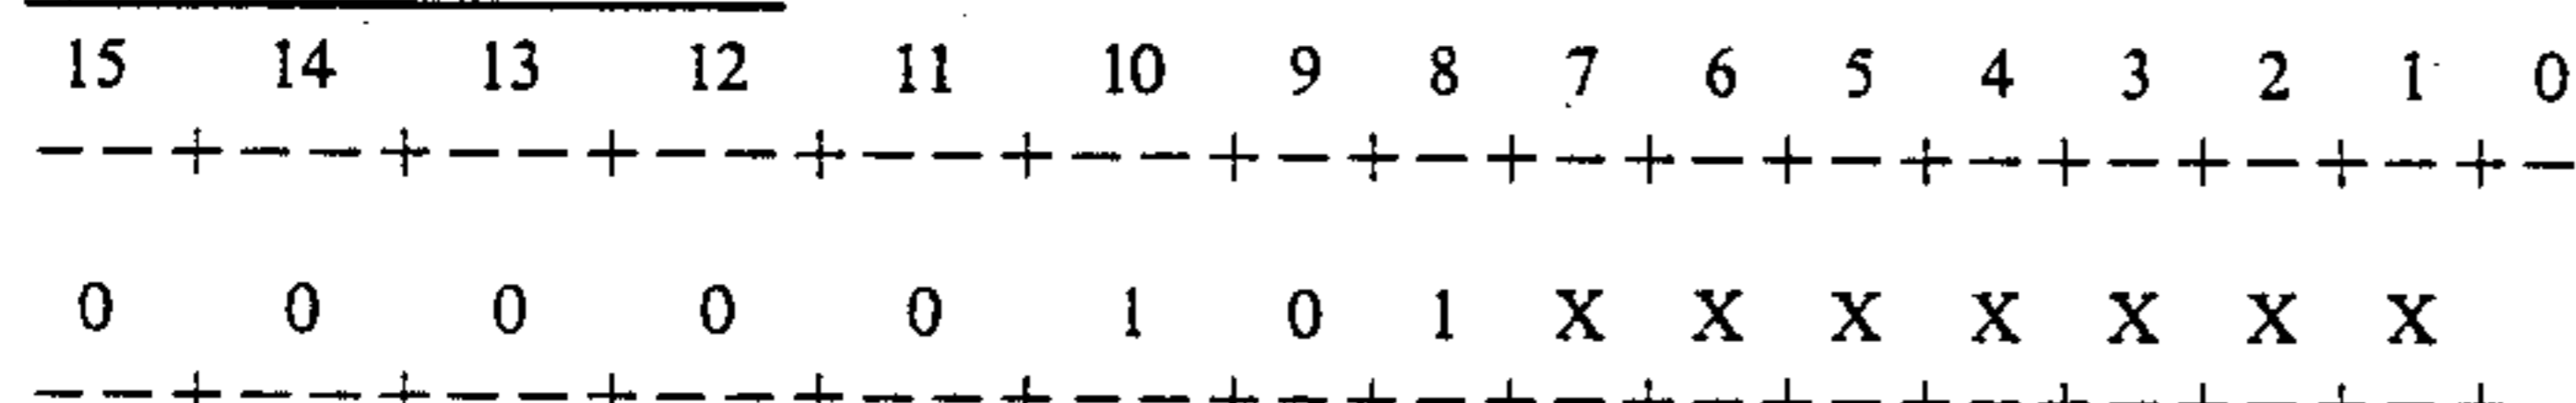 15 14 13 12 11 10 9 8 7 6 5 4 3 2 1 0
--+--+--+--+--+--+-+-+-+-+-+-+-+-+-+-
0 0 0 0 0 1 0 1 X X X X X X X
--+--+--+--+--+--+-+-+-+-+-+-+-+-+-+